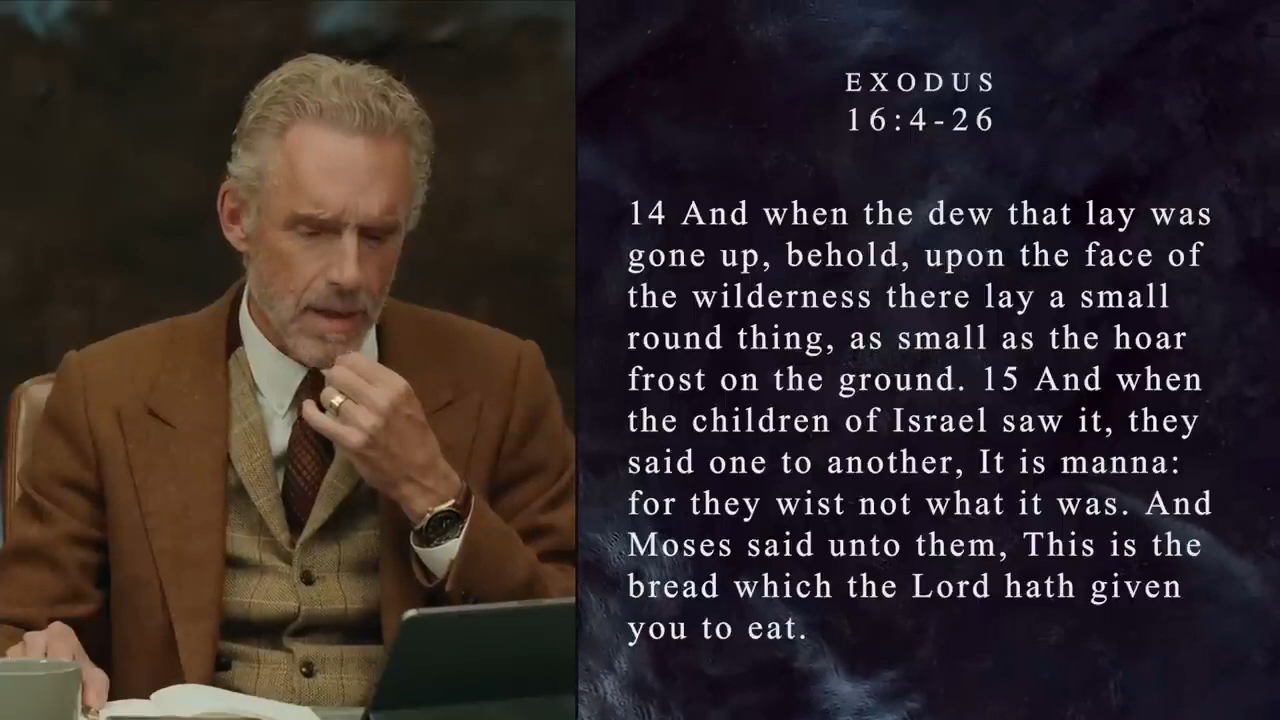 EXODUS
16:4-26
14 And when the dew that lay was
gone up, behold, upon the face of
the wilderness there lay a small
round thing, as small as the hoar
frost on the ground. 15 And when
the children of Israel saw it, they
said one to another, It is manna:
for they wist not what it was. And
Moses said unto them, This is the
bread which the Lord hath given
you to eat.